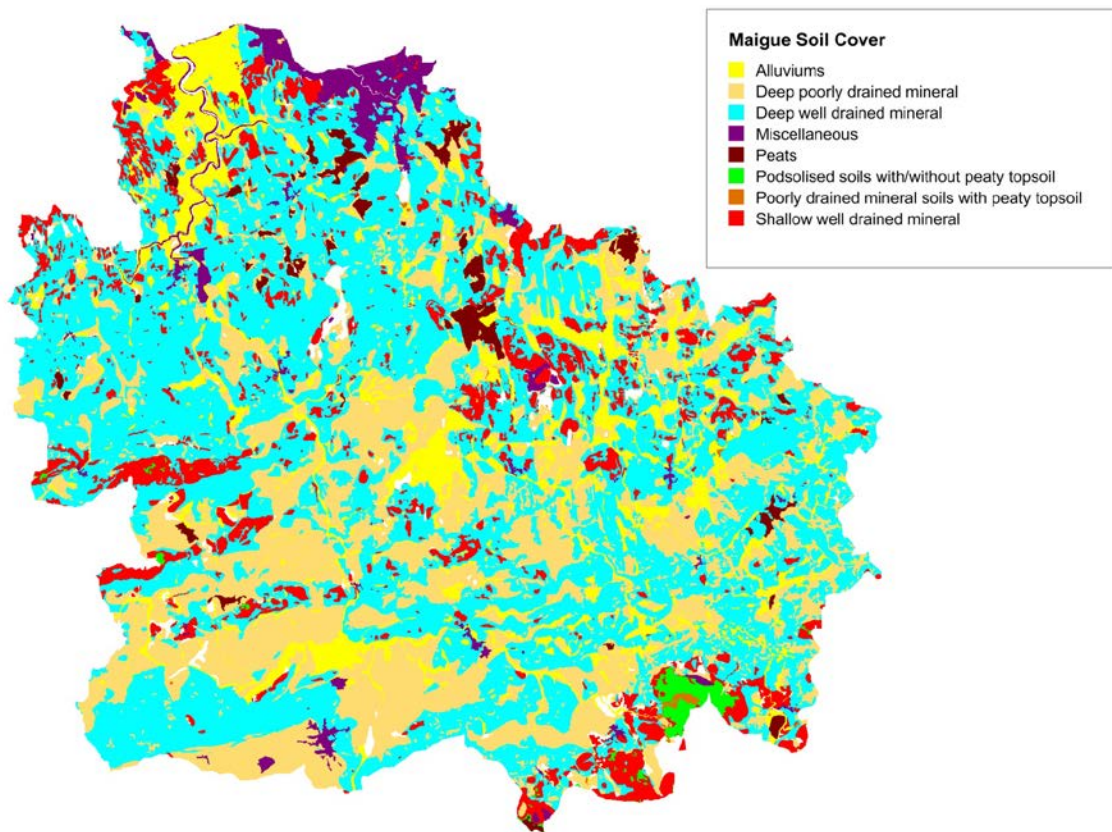 Maigue Soil Cover
Alluviums
Deep poorly drained mineral
Deep well drained mineral
Miscellaneous
Peats
Podsolised soils with/without peaty topsoil
Poorly drained mineral soils with peaty topsoil
Shallow well drained mineral